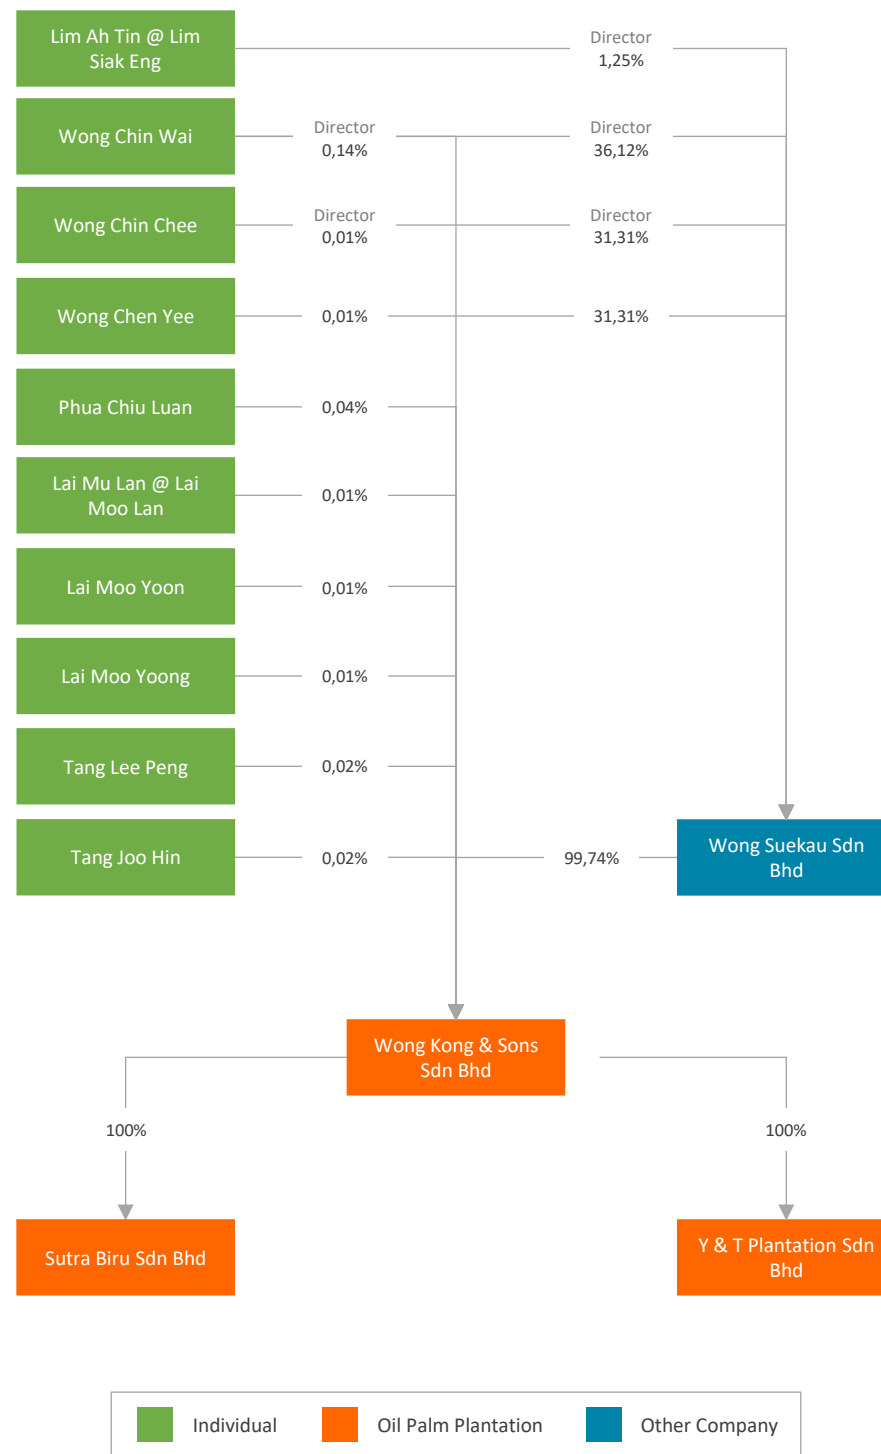 Lim Ah Tin @ Lim
Siak Eng
Director
1,25%
Wong Chin Wai
Director
0,14%
Director
36,12%
Wong Chin Chee
Director
0,01%
Director
31,31%
Wong Chen Yee
0,01%
31,31%
Phua Chiu Luan
0,04%
Lai Mu Lan @ Lai
Moo Lan
0,01%
Lai Moo Yoon
0,01%
Lai Moo Yoong
0,01%
Tang Lee Peng
0,02%
Tang Joo Hin
0,02%
99,74%
Wong Suekau Sdn
Bhd
Wong Kong & Sons
Sdn Bhd
100%
100%
Sutra Biru Sdn Bhd
Y & T Plantation Sdn
Bhd
Individual
Oil Palm Plantation
Other Company